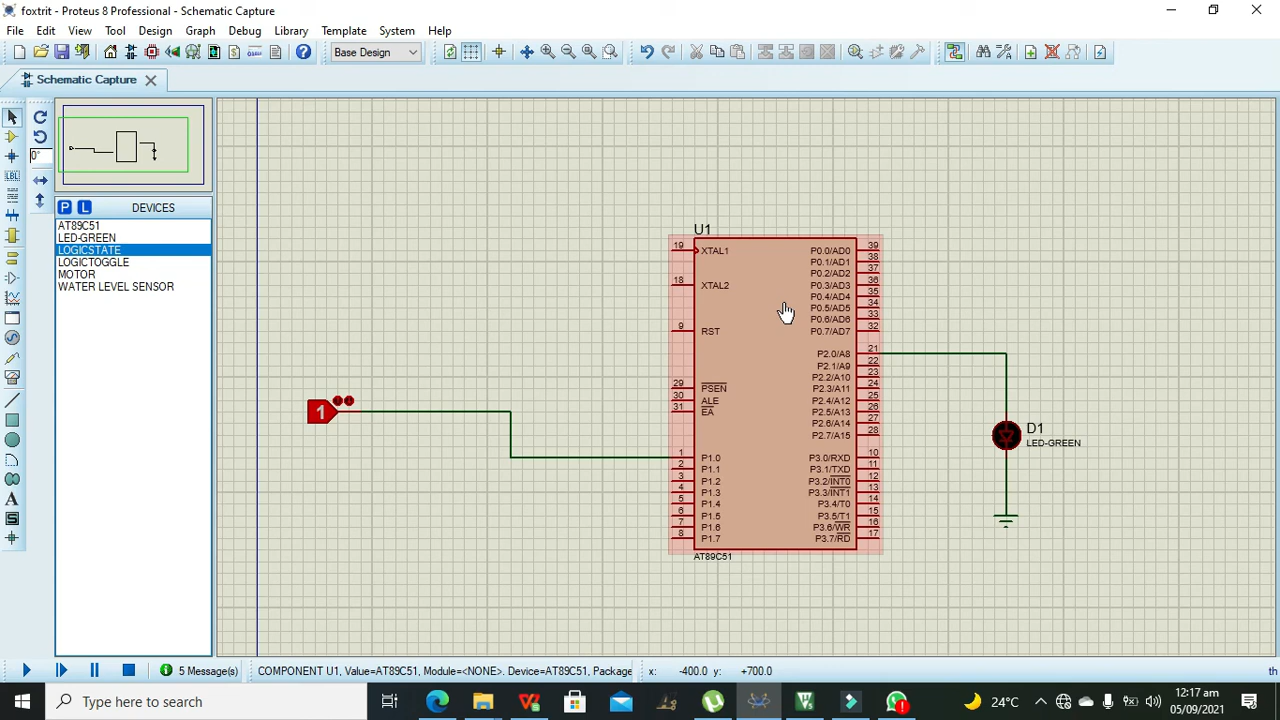 foxtrit - Proteus 8 Professional - Schematic Capture
File Edit View Tool Design Graph Debug Library Template System Help
Base Design
Schematic Capture
0°
P L DEVICES
AT89C51
LED-GREEN
LOGICSTATE
LOGICTOGGLE
MOTOR
WATER LEVEL SENSOR
U1
19 XTAL1 P0.0/AD0 39
P0.1/AD1 38
P0.2/AD2 37
18 XTAL2 P0.3/AD3 36
P0.4/AD4 35
P0.5/AD5 34
P0.6/AD6 33
9 RST P0.7/AD7 32
P2.0/A8 21
P2.1/A9 22
P2.2/A10 23
29 PSEN P2.3/A11 24
30 ALE P2.4/A12 25
31 EA P2.5/A13 26
P2.6/A14 27
P2.7/A15 28
1 P1.0 P3.0/RXD 10
2 P1.1 P3.1/TXD 11
3 P1.2 P3.2/INT0 12
4 P1.3 P3.3/INT1 13
5 P1.4 P3.4/T0 14
6 P1.5 P3.5/T1 15
7 P1.6 P3.6/WR 16
8 P1.7 P3.7/RD 17
AT89C51
1
D1
LED-GREEN
5 Message(s) COMPONENT U1, Value=AT89C51, Module=<NONE>. Device=AT89C51, Package x: -400.0 y: +700.0 th
Type here to search
24°C
12:17 am
05/09/2021